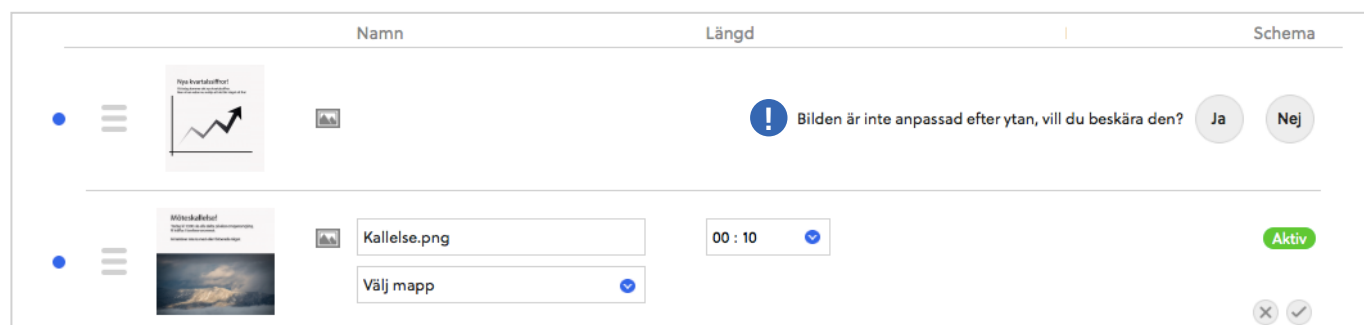 Namn Längd Schema
Nya kvartalssiffror!
! Bilden är inte anpassad efter ytan, vill du beskära den? Ja Nej
Möteskallelse!
Kallelse.png 00 : 10 Aktiv
Välj mapp